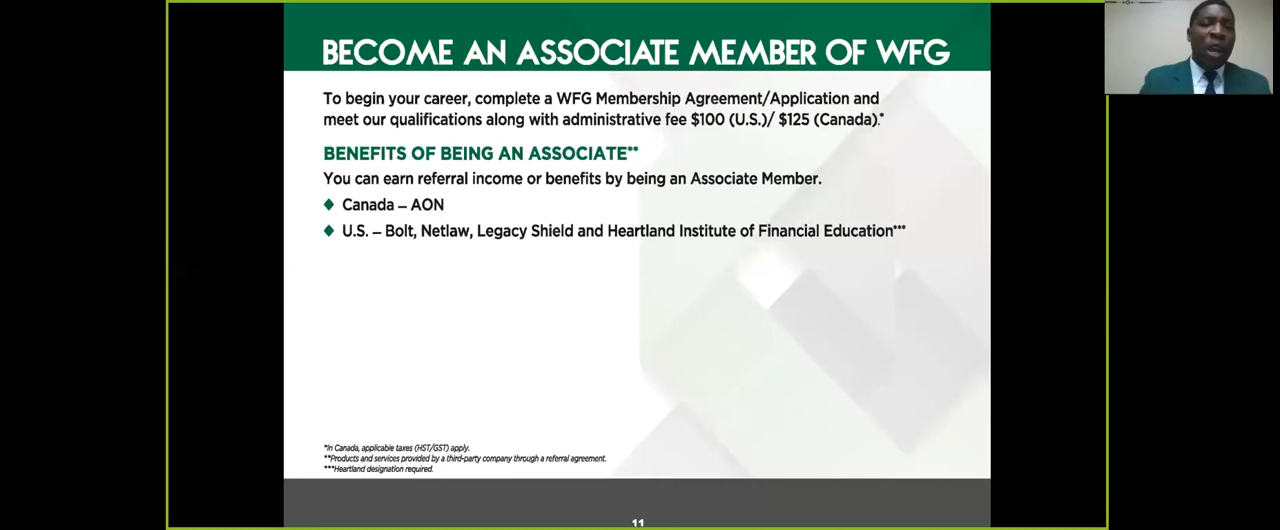 BECOME AN ASSOCIATE MEMBER OF WFG
To begin your career, complete a WFG Membership Agreement/Application and
meet our qualifications along with administrative fee $100 (U.S.)/ $125 (Canada).*
BENEFITS OF BEING AN ASSOCIATE**
You can earn referral income or benefits by being an Associate Member.
♦ Canada – AON
♦ U.S. – Bolt, Netlaw, Legacy Shield and Heartland Institute of Financial Education***
*In Canada, applicable taxes (HST/GST) apply.
**Products and services provided by a third-party company through a referral agreement.
***Heartland designation required.
11